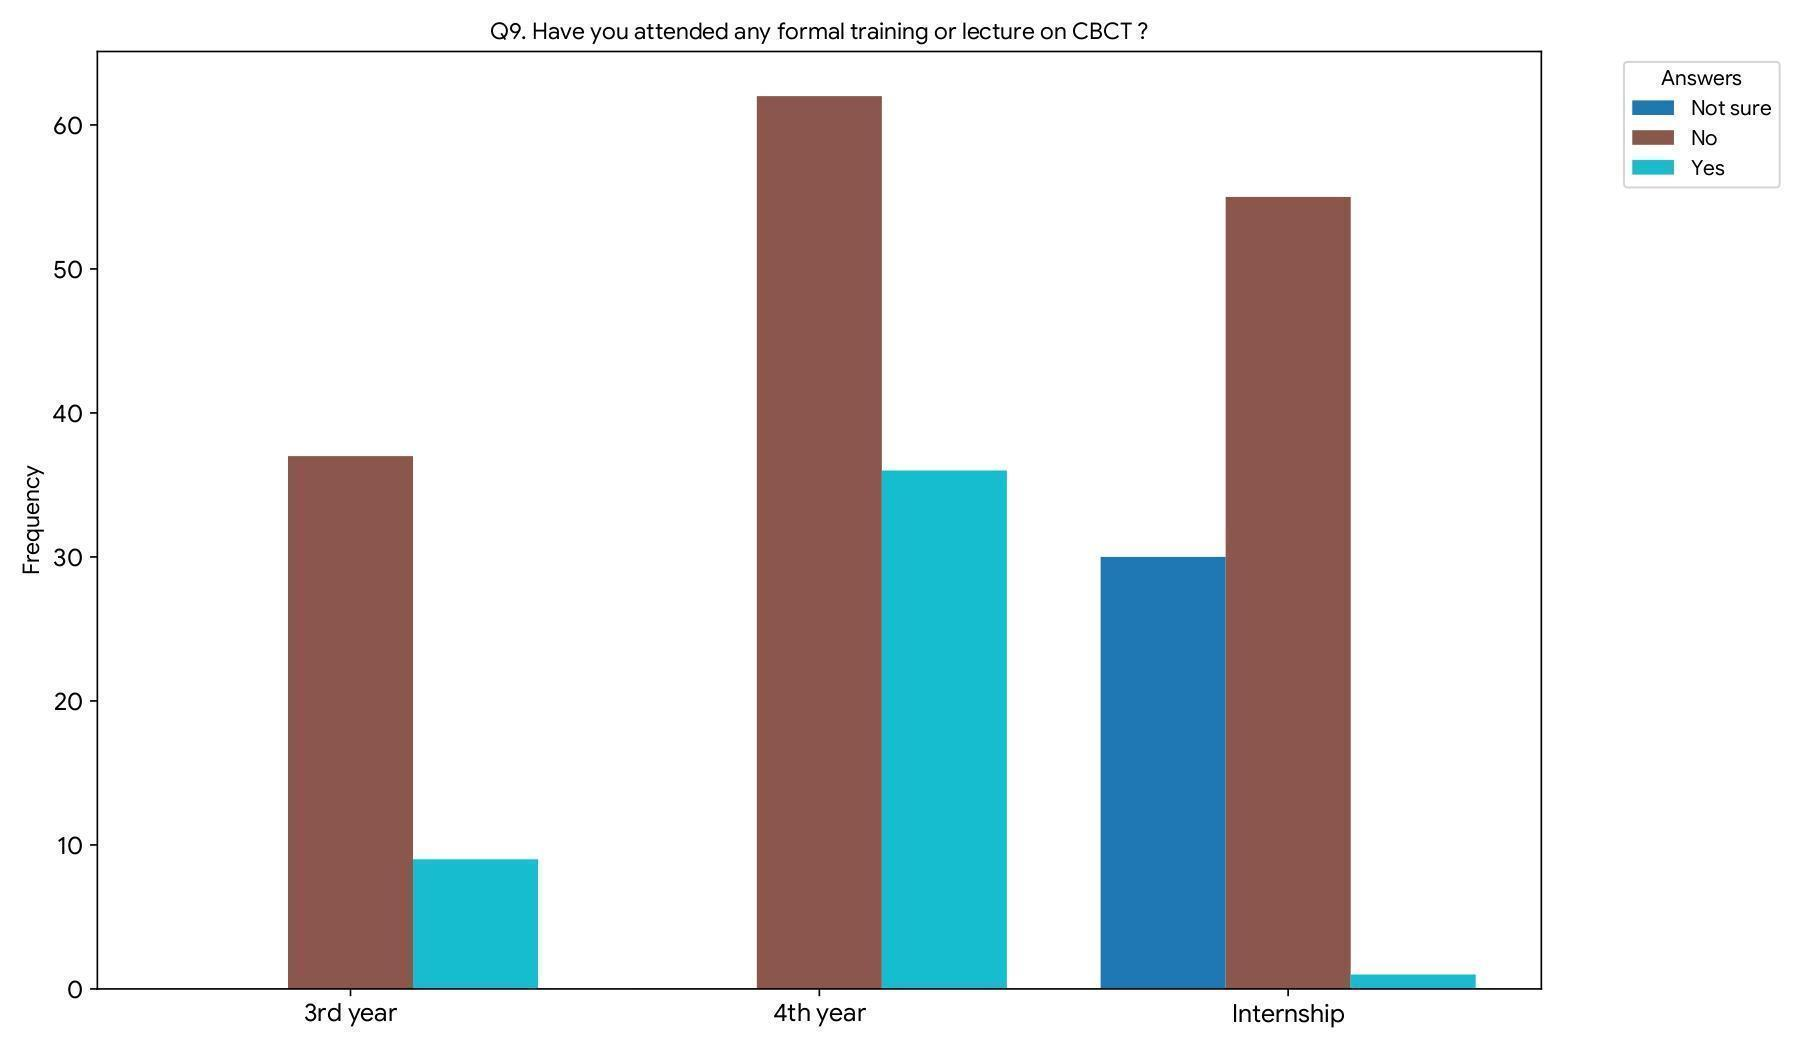 Q9. Have you attended any formal training or lecture on CBCT ?
Answers
Not sure
No
Yes
Frequency
60
50
40
30
20
10
0
3rd year
4th year
Internship